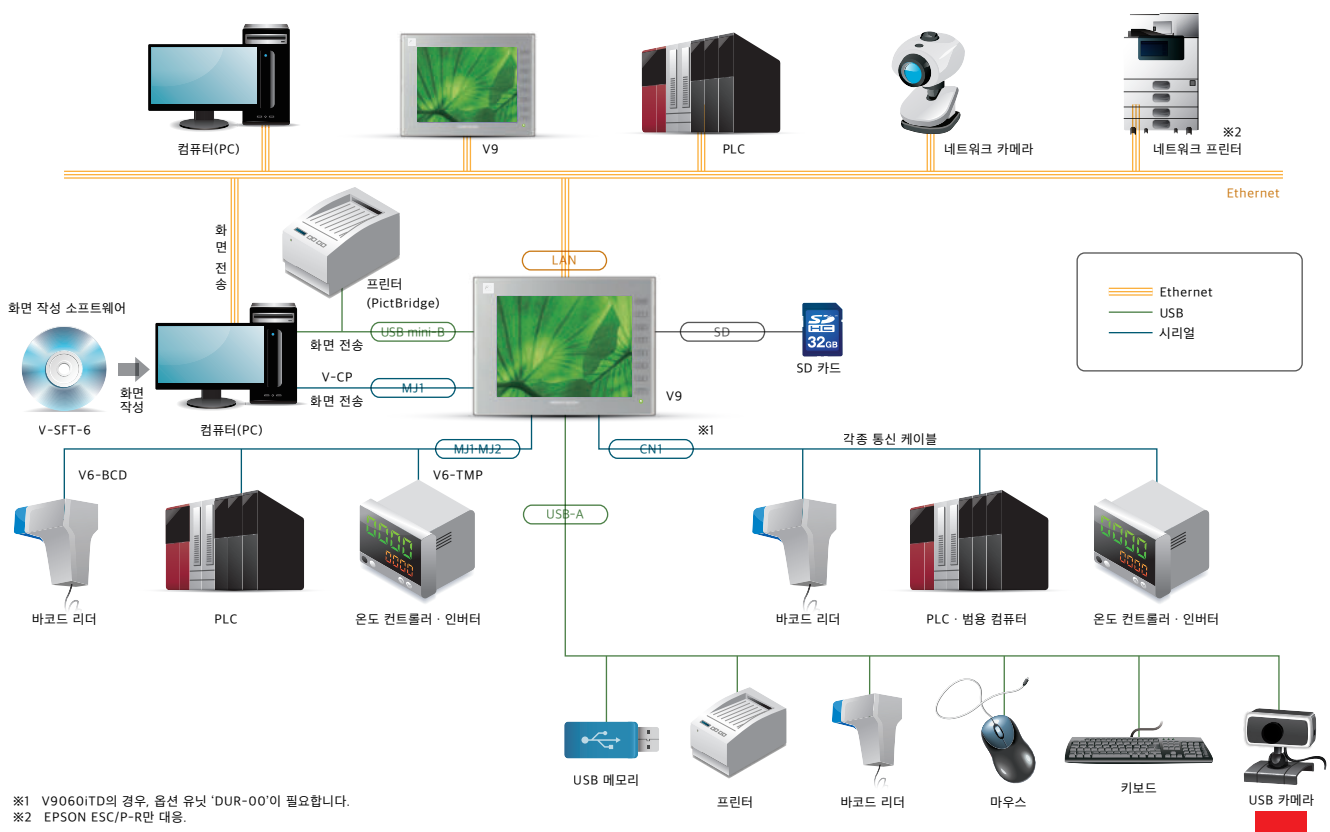 컴퓨터(PC)
V9
PLC
네트워크 카메라
※2
네트워크 프린터
Ethernet
화면 전송
LAN
프린터
(PictBridge)
Ethernet
USB
시리얼
화면 작성 소프트웨어
USB mini-B
화면 전송
SD
SD HC
32GB
SD 카드
V-CP
MJ1
화면 전송
화면
작성
V9
V-SFT-6
컴퓨터(PC)
MJ1·MJ2
CN1
※1
각종 통신 케이블
V6-BCD
V6-TMP
USB-A
0000
0000
0000
0000
바코드 리더
PLC
온도 컨트롤러 · 인버터
바코드 리더
PLC · 범용 컴퓨터
온도 컨트롤러 · 인버터
USB 메모리
프린터
바코드 리더
마우스
키보드
USB 카메라
※1 V9060iTD의 경우, 옵션 유닛 ‘DUR-00’이 필요합니다.
※2 EPSON ESC/P-R만 대응.